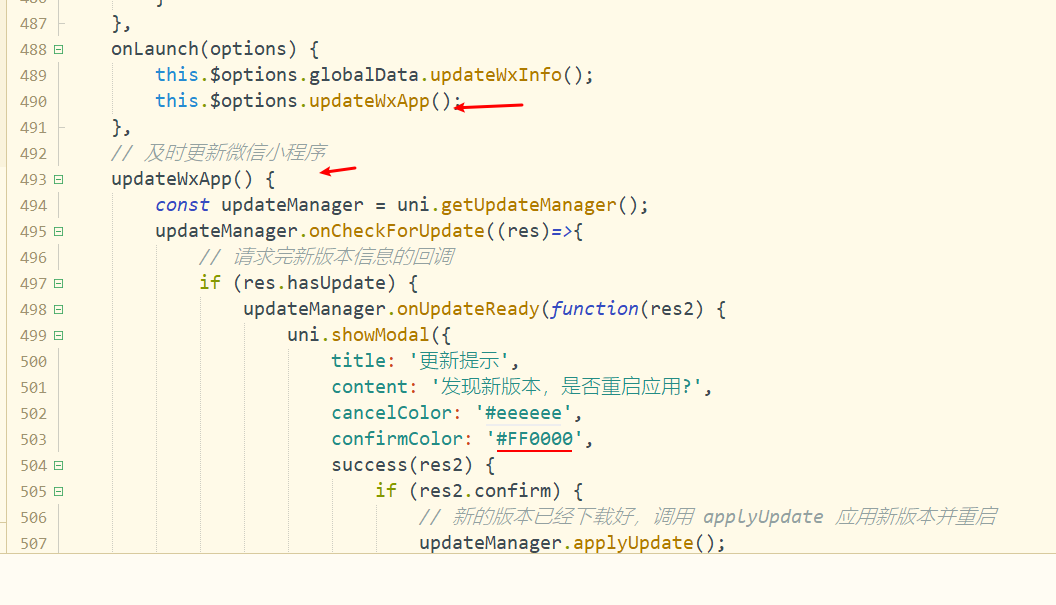 487 },
488 onLaunch(options) {
489 this.$options.globalData.updateWxInfo();
490 this.$options.updateWxApp();
491 },
492 // 及时更新微信小程序
493 updateWxApp() {
494 const updateManager = uni.getUpdateManager();
495 updateManager.onCheckForUpdate((res)=>{
496 // 请求完新版本信息的回调
497 if (res.hasUpdate) {
498 updateManager.onUpdateReady(function(res2) {
499 uni.showModal({
500 title: '更新提示',
501 content: '发现新版本，是否重启应用?',
502 cancelColor: '#eeeeee',
503 confirmColor: '#FF0000',
504 success(res2) {
505 if (res2.confirm) {
506 // 新的版本已经下载好，调用 applyUpdate 应用新版本并重启
507 updateManager.applyUpdate();